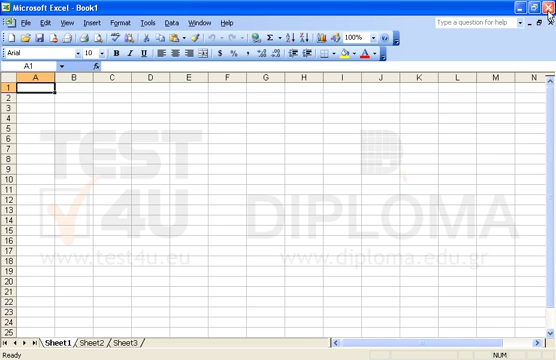 Microsoft Excel - Book1
File Edit View Insert Format Tools Data Window Help
Type a question for help
100%
Arial 10 B I U
A1 fx
A B C D E F G H I J K L M N
1
2
3
4
5
6
7
8
9
10
11
12
13
14
15
16
17
18
19
20
21
22
23
24
25
TEST
4U DIPLOMA
www.test4u.eu www.diploma.edu.gr
Sheet1 Sheet2 Sheet3
Ready NUM